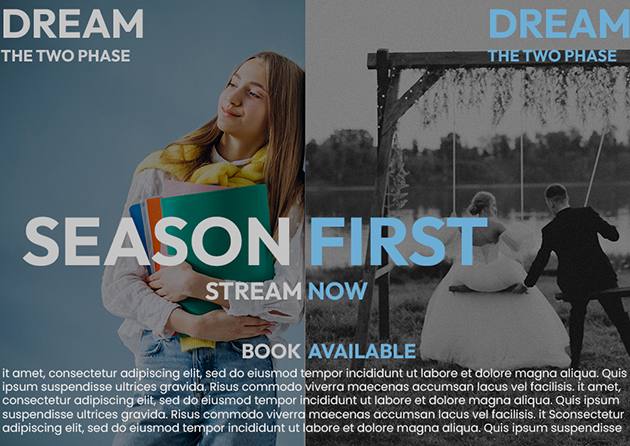 DREAM DREAM
THE TWO PHASE THE TWO PHASE
SEASON FIRST
STREAM NOW
BOOK AVAILABLE
it amet, consectetur adipiscing elit, sed do eiusmod tempor incididunt ut labore et dolore magna aliqua. Quis
ipsum suspendisse ultrices gravida. Risus commodo viverra maecenas accumsan lacus vel facilisis. it amet,
consectetur adipiscing elit, sed do eiusmod tempor incididunt ut labore et dolore magna aliqua. Quis ipsum
suspendisse ultrices gravida. Risus commodo viverra maecenas accumsan lacus vel facilisis. it Sconsectetur
adipiscing elit, sed do eiusmod tempor incididunt ut labore et dolore magna aliqua. Quis ipsum suspendisse